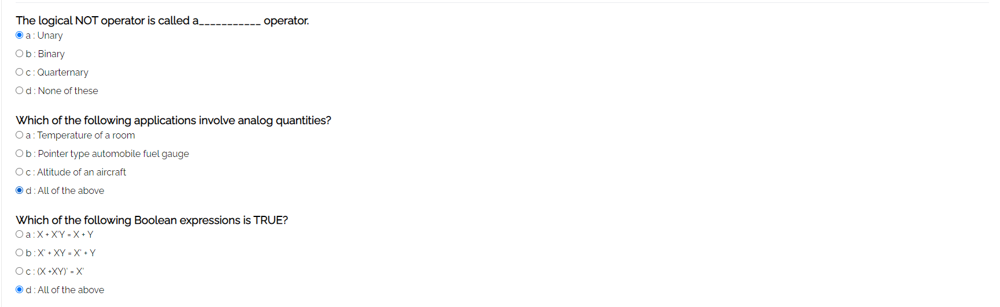 The logical NOT operator is called a___________ operator.
a : Unary
b : Binary
c : Quarternary
d : None of these
Which of the following applications involve analog quantities?
a : Temperature of a room
b : Pointer type automobile fuel gauge
c : Altitude of an aircraft
d : All of the above
Which of the following Boolean expressions is TRUE?
a : X + X'Y = X + Y
b : X' + XY = X' + Y
c : (X +XY)' = X'
d : All of the above